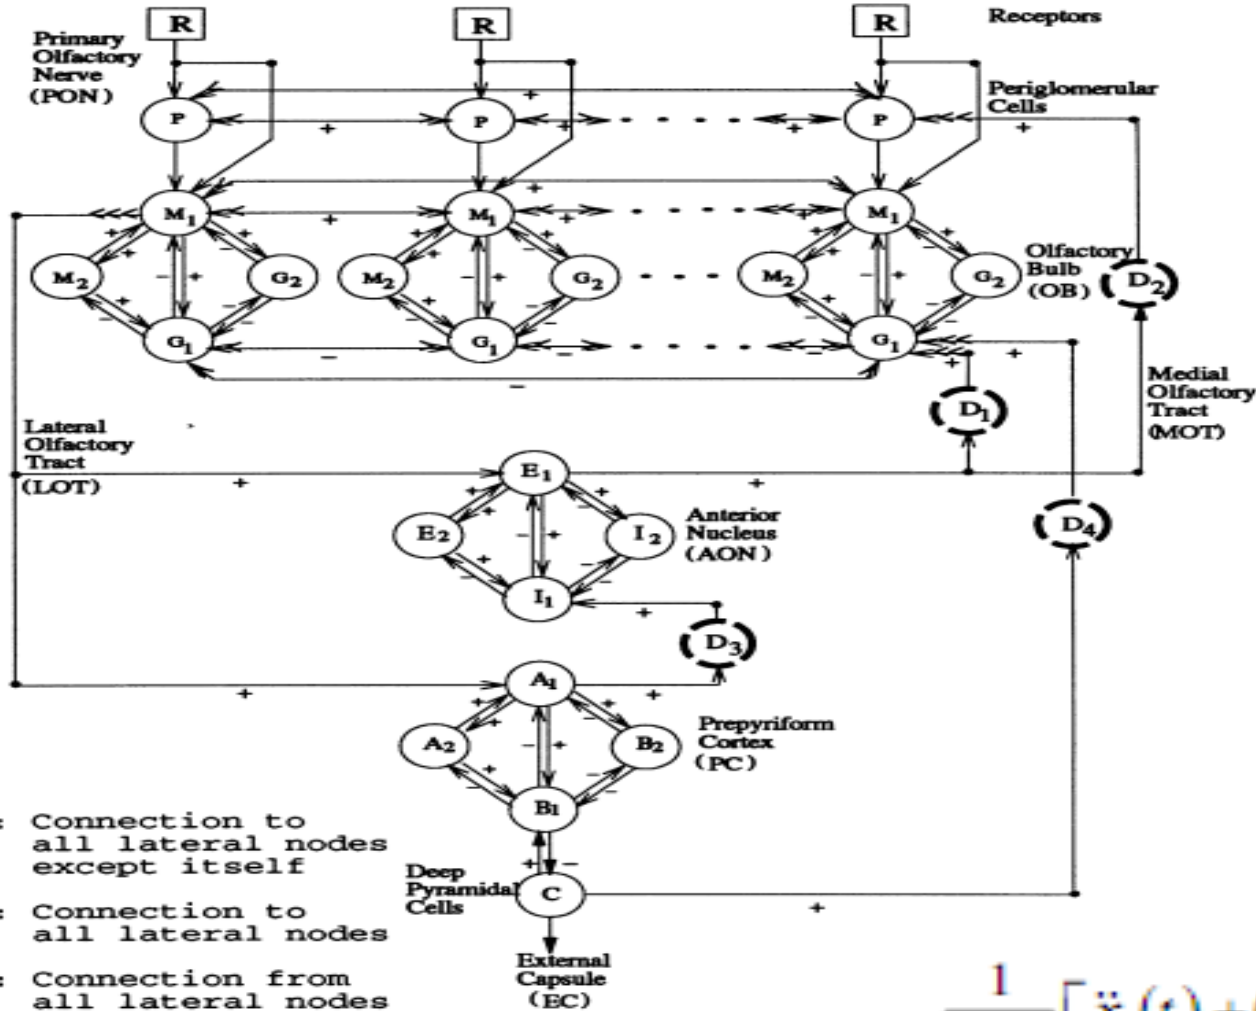 R
R
R
Receptors
Primary
Olfactory
Nerve
(PON)
Periglomerular
Cells
P
P
P
+
+
+
+
+
M1
M1
M1
+
+
+
+
M2
G2
M2
G2
M2
G2
Olfactory
Bulb
(OB)
D2
G1
G1
G1
D1
Medial
Olfactory
Tract
(MOT)
Lateral
Olfactory
Tract
(LOT)
E1
+
+
E2
I2
Anterior
Nucleus
(AON)
D4
I1
+
D3
A1
+
+
A2
B2
Prepyriform
Cortex
(PC)
B1
+ −
Deep
Pyramidal
Cells
C
+
External
Capsule
(EC)
: Connection to
all lateral nodes
except itself
: Connection to
all lateral nodes
: Connection from
all lateral nodes
1